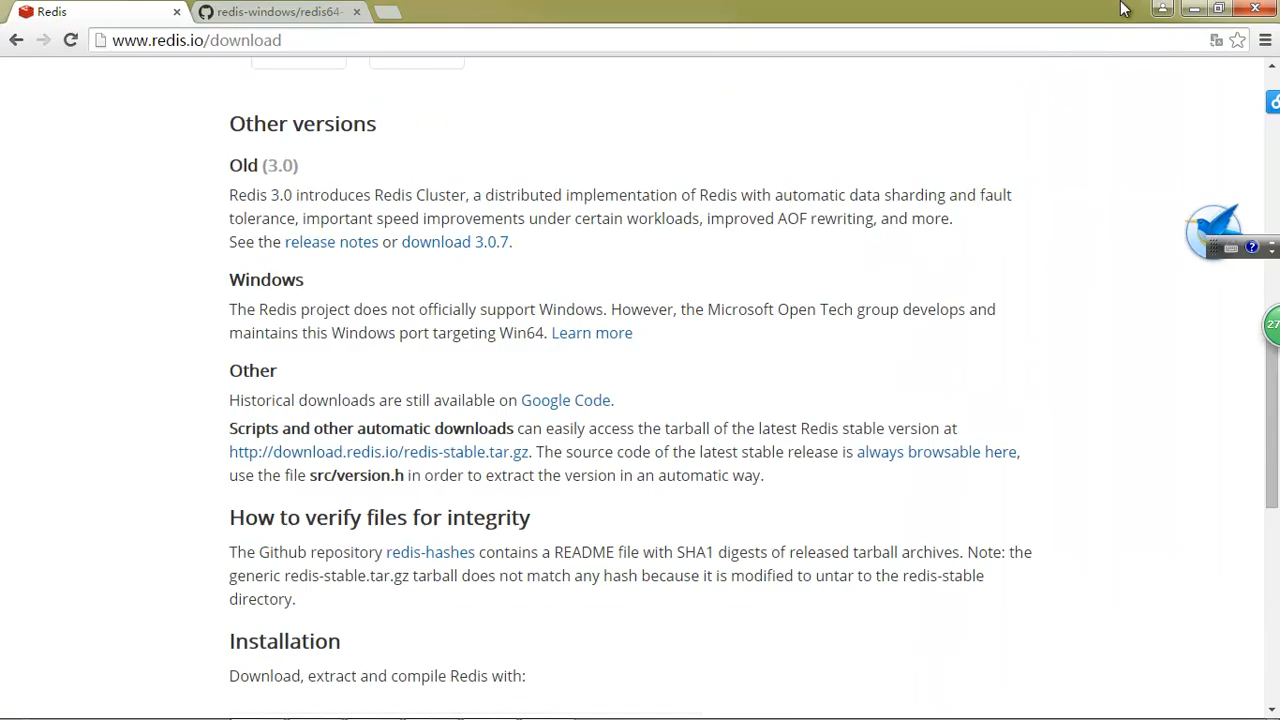 Redis
redis-windows/redis64-
www.redis.io/download
Other versions
Old (3.0)
Redis 3.0 introduces Redis Cluster, a distributed implementation of Redis with automatic data sharding and fault
tolerance, important speed improvements under certain workloads, improved AOF rewriting, and more.
See the release notes or download 3.0.7.
Windows
The Redis project does not officially support Windows. However, the Microsoft Open Tech group develops and
maintains this Windows port targeting Win64. Learn more
27
Other
Historical downloads are still available on Google Code.
Scripts and other automatic downloads can easily access the tarball of the latest Redis stable version at
http://download.redis.io/redis-stable.tar.gz. The source code of the latest stable release is always browsable here,
use the file src/version.h in order to extract the version in an automatic way.
How to verify files for integrity
The Github repository redis-hashes contains a README file with SHA1 digests of released tarball archives. Note: the
generic redis-stable.tar.gz tarball does not match any hash because it is modified to untar to the redis-stable
directory.
Installation
Download, extract and compile Redis with: